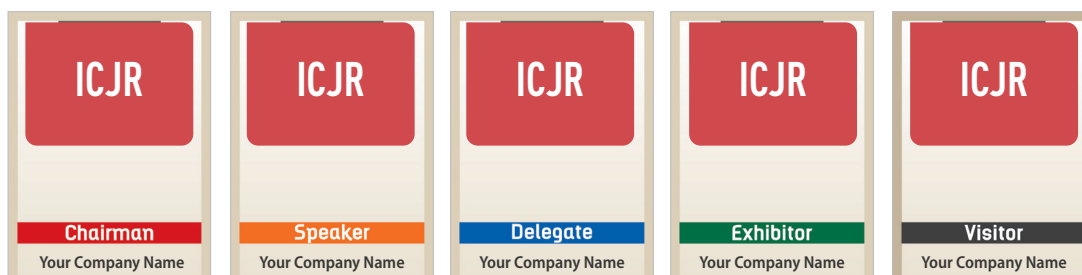 ICJR
Chairman
Your Company Name
ICJR
Speaker
Your Company Name
ICJR
Delegate
Your Company Name
ICJR
Exhibitor
Your Company Name
ICJR
Visitor
Your Company Name